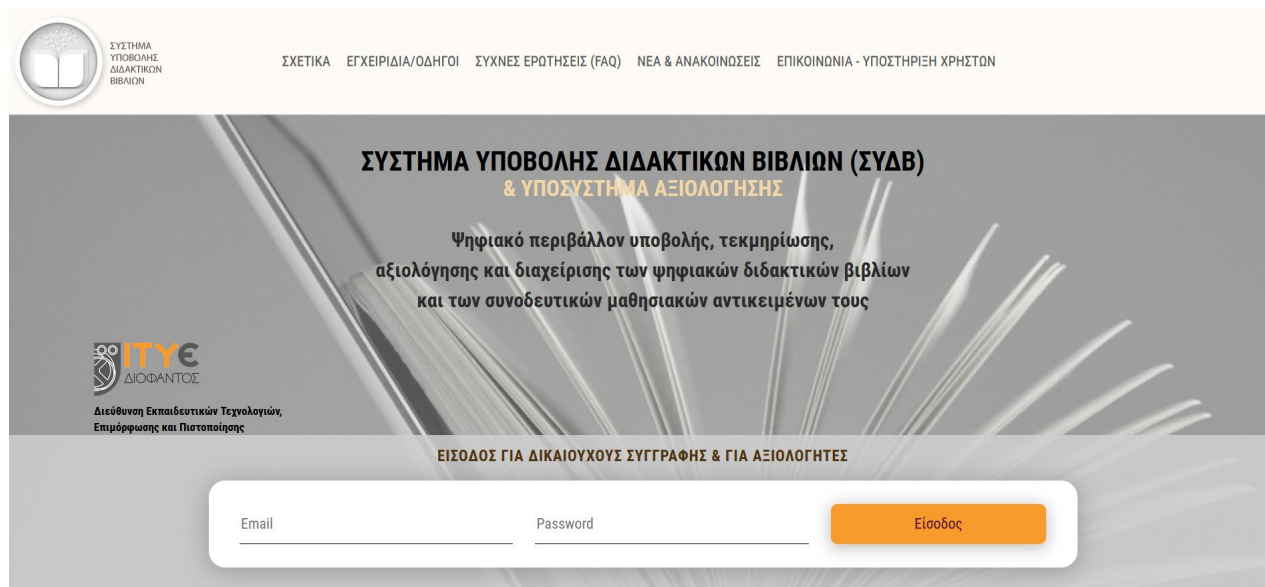 ΣΥΣΤΗΜΑ
ΥΠΟΒΟΛΗΣ
ΔΙΔΑΚΤΙΚΩΝ
ΒΙΒΛΙΩΝ
ΣΧΕΤΙΚΑ ΕΓΧΕΙΡΙΔΙΑ/ΟΔΗΓΟΙ ΣΥΧΝΕΣ ΕΡΩΤΗΣΕΙΣ (FAQ) ΝΕΑ & ΑΝΑΚΟΙΝΩΣΕΙΣ ΕΠΙΚΟΙΝΩΝΙΑ - ΥΠΟΣΤΗΡΙΞΗ ΧΡΗΣΤΩΝ
ΣΥΣΤΗΜΑ ΥΠΟΒΟΛΗΣ ΔΙΔΑΚΤΙΚΩΝ ΒΙΒΛΙΩΝ (ΣΥΔΒ)
& ΥΠΟΣΥΣΤΗΜΑ ΑΞΙΟΛΟΓΗΣΗΣ
Ψηφιακό περιβάλλον υποβολής, τεκμηρίωσης,
αξιολόγησης και διαχείρισης των ψηφιακών διδακτικών βιβλίων
και των συνοδευτικών μαθησιακών αντικειμένων τους
ΙΤΥΕ
ΔΙΟΦΑΝΤΟΣ
Διεύθυνση Εκπαιδευτικών Τεχνολογιών,
Επιμόρφωσης και Πιστοποίησης
ΕΙΣΟΔΟΣ ΓΙΑ ΔΙΚΑΙΟΥΧΟΥΣ ΣΥΓΓΡΑΦΗΣ & ΓΙΑ ΑΞΙΟΛΟΓΗΤΕΣ
Email Password Είσοδος